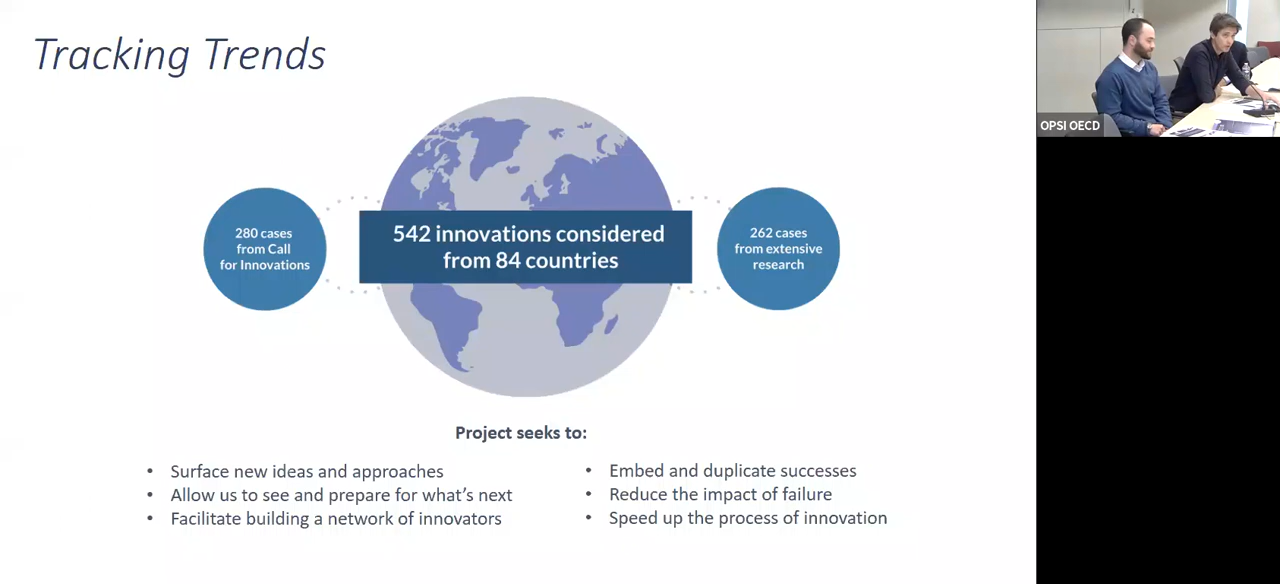 Tracking Trends
OPSI OECD
280 cases
from Call
for Innovations
542 innovations considered
from 84 countries
262 cases
from extensive
research
Project seeks to:
• Surface new ideas and approaches
• Allow us to see and prepare for what's next
• Facilitate building a network of innovators
• Embed and duplicate successes
• Reduce the impact of failure
• Speed up the process of innovation